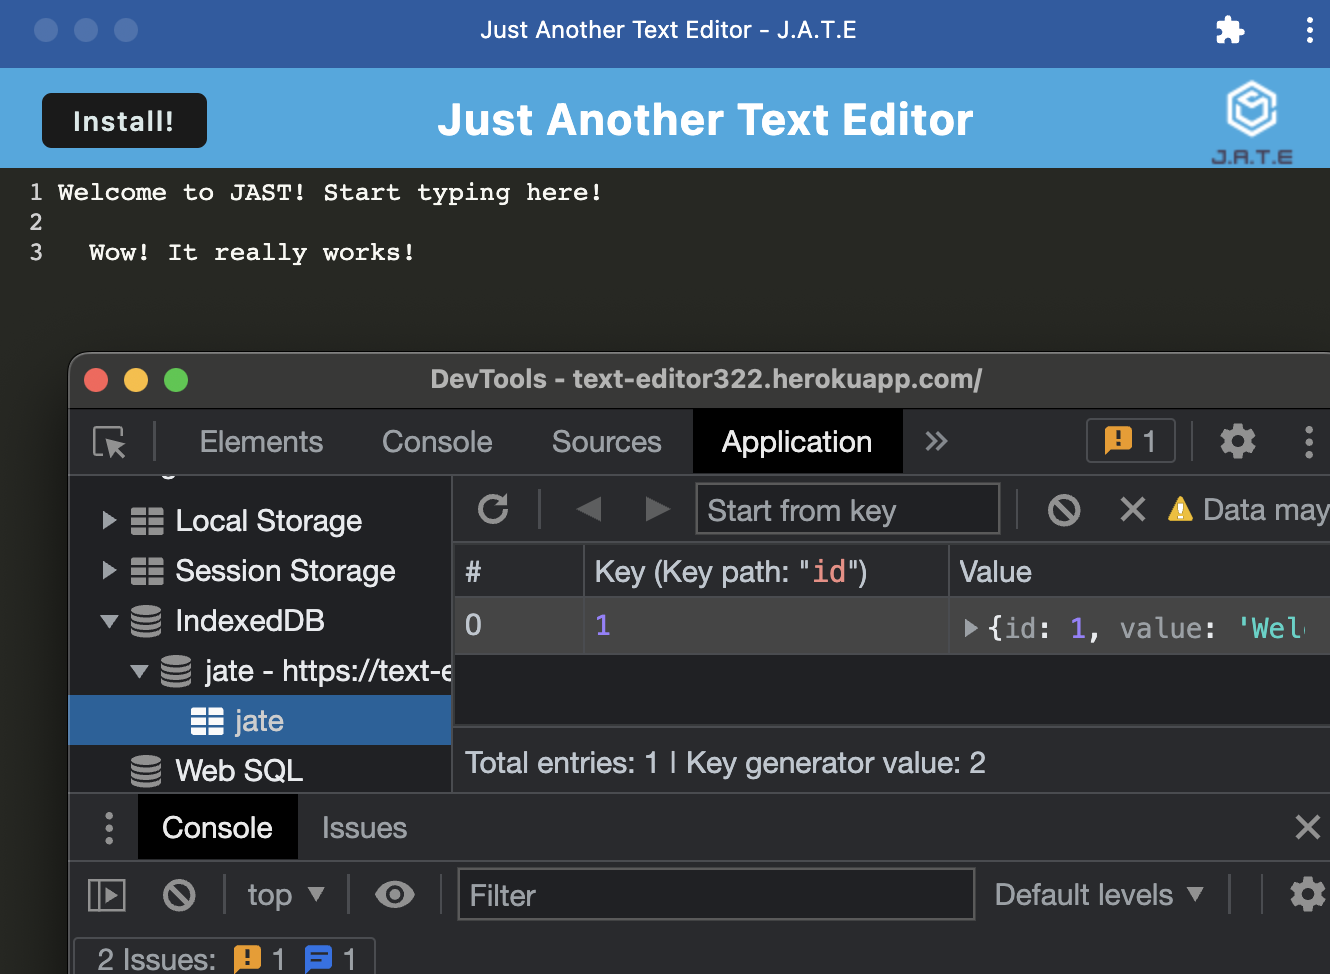 Just Another Text Editor - J.A.T.E
Install!
Just Another Text Editor
J.A.T.E
1 Welcome to JAST! Start typing here!
2
3 Wow! It really works!
DevTools - text-editor322.herokuapp.com/
Elements Console Sources Application » 1
Local Storage
Session Storage
IndexedDB
jate - https://text-e
jate
Web SQL
Start from key
Data may
# Key (Key path: "id") Value
0 1 {id: 1, value: 'Wel
Total entries: 1 | Key generator value: 2
Console Issues
top Filter Default levels
2 Issues: 1 1